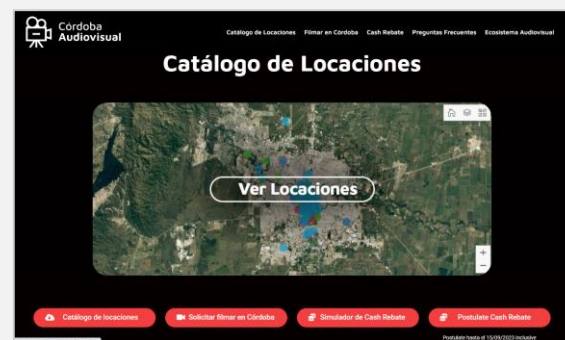 Córdoba
Audiovisual
Catálogo de Locaciones Filmar en Córdoba Cash Rebate Preguntas Frecuentes Ecosistema Audiovisual
Catálogo de Locaciones
Ver Locaciones
Catálogo de locaciones Solicitar filmar en Córdoba Simulador de Cash Rebate Postulate Cash Rebate
Postulate hasta el 15/09/2023 inclusive